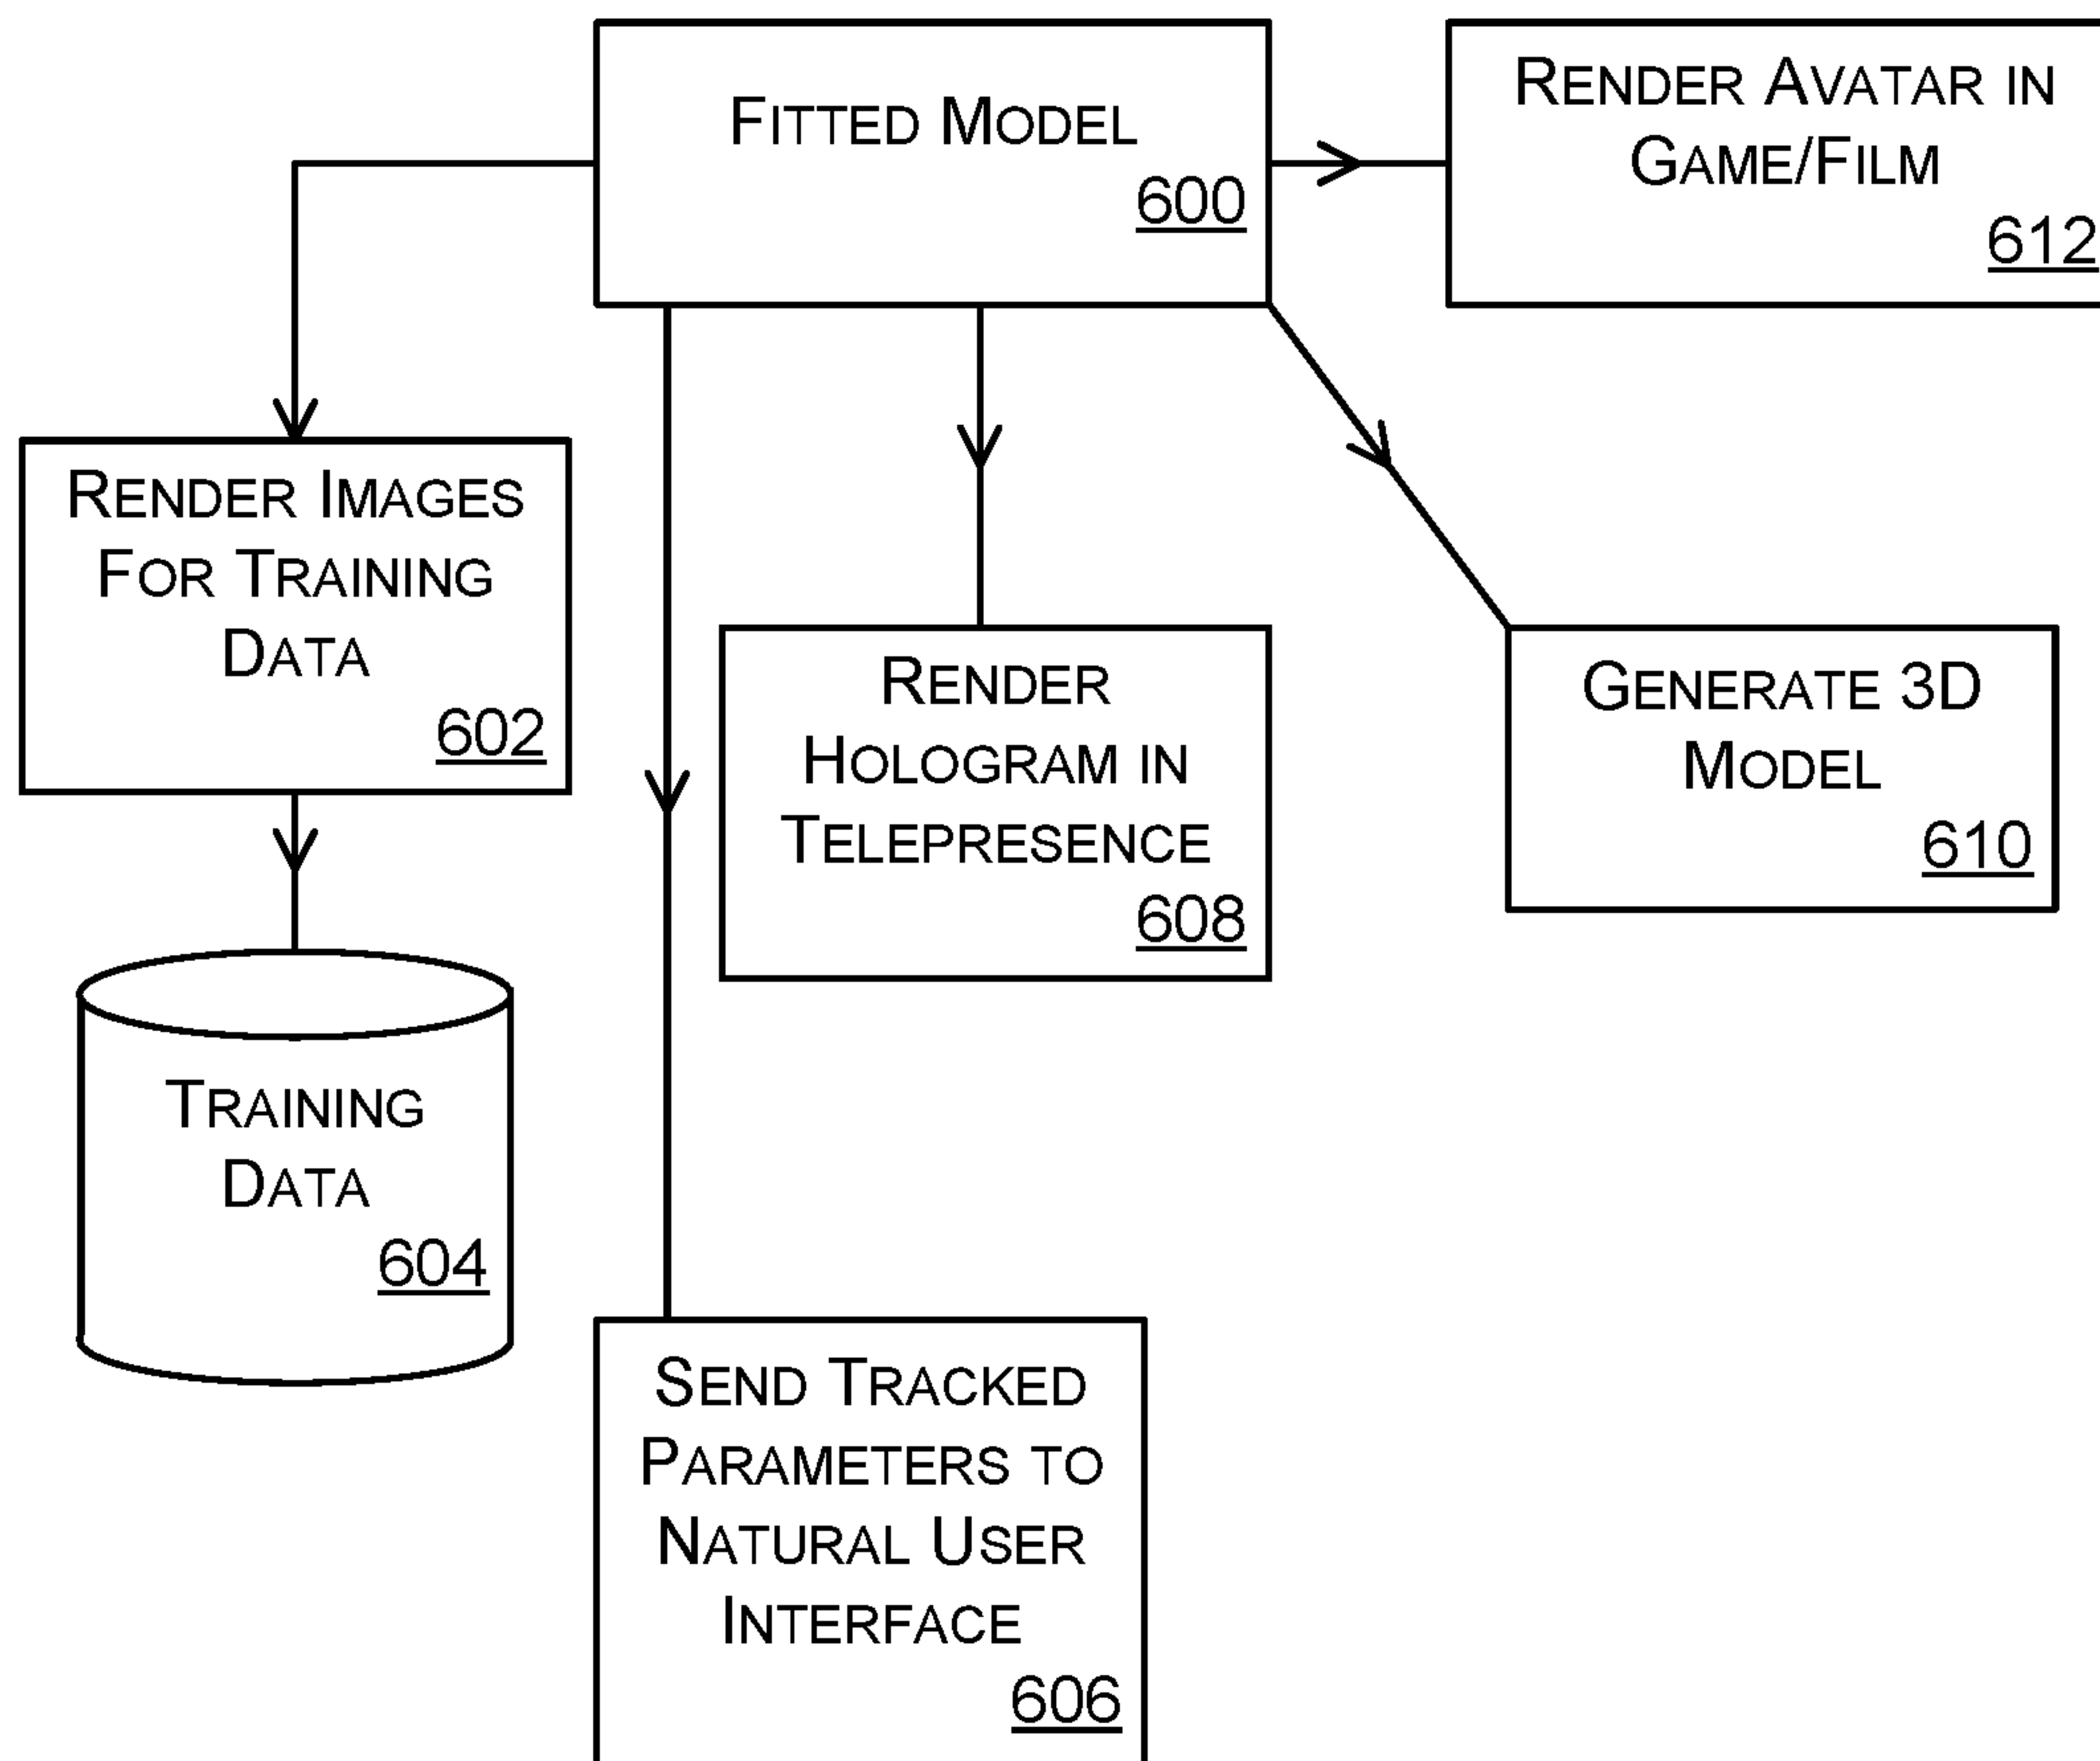 FITTED MODEL
600
RENDER AVATAR IN
GAME/FILM
612
RENDER IMAGES
FOR TRAINING
DATA
602
RENDER
HOLOGRAM IN
TELEPRESENCE
608
GENERATE 3D
MODEL
610
TRAINING
DATA
604
SEND TRACKED
PARAMETERS TO
NATURAL USER
INTERFACE
606